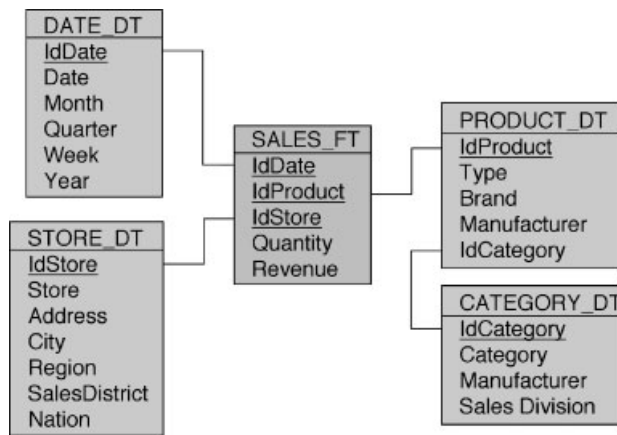 DATE_DT
IdDate
Date
Month
Quarter
Week
Year
STORE_DT
IdStore
Store
Address
City
Region
SalesDistrict
Nation
SALES_FT
IdDate
IdProduct
IdStore
Quantity
Revenue
PRODUCT_DT
IdProduct
Type
Brand
Manufacturer
IdCategory
CATEGORY_DT
IdCategory
Category
Manufacturer
Sales Division